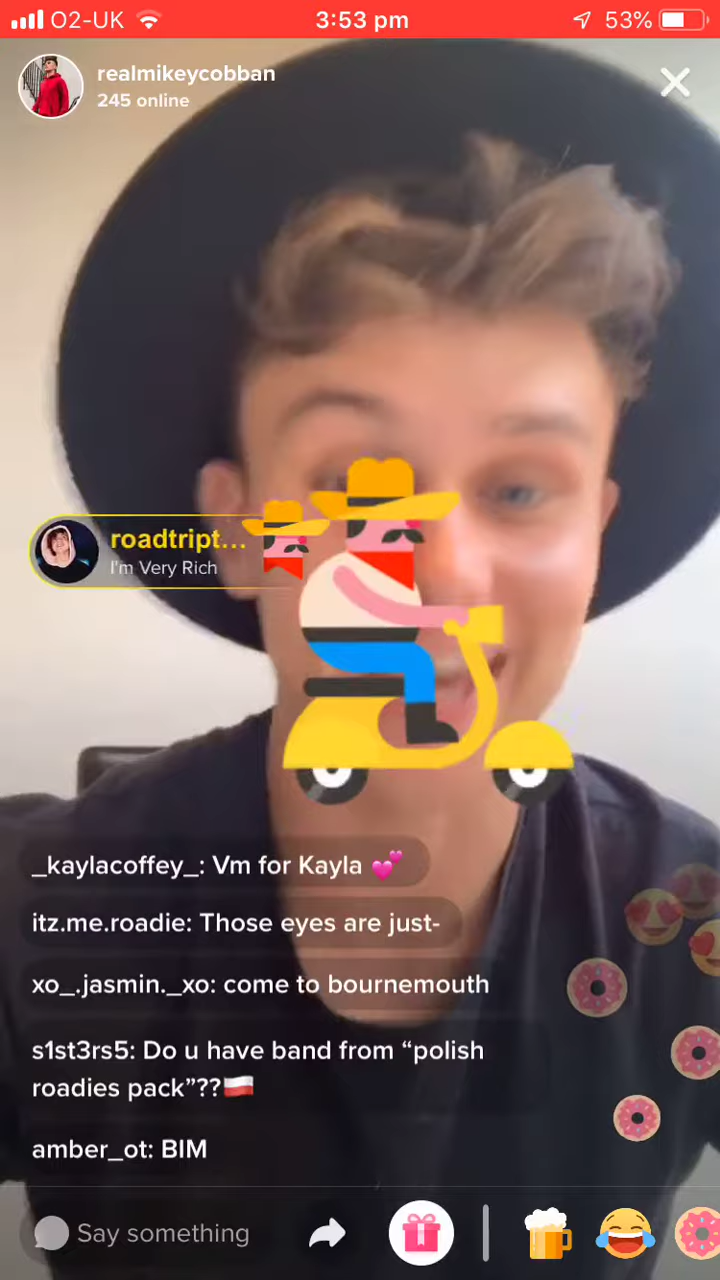 O2-UK 3:53 pm 53%
realmikeycobban
245 online
roadtript...
I'm Very Rich
_kaylacoffey_: Vm for Kayla 💕
itz.me.roadie: Those eyes are just-
xo_.jasmin._xo: come to bournemouth
s1st3rs5: Do u have band from “polish
roadies pack”??🇵🇱
amber_ot: BIM
Say something